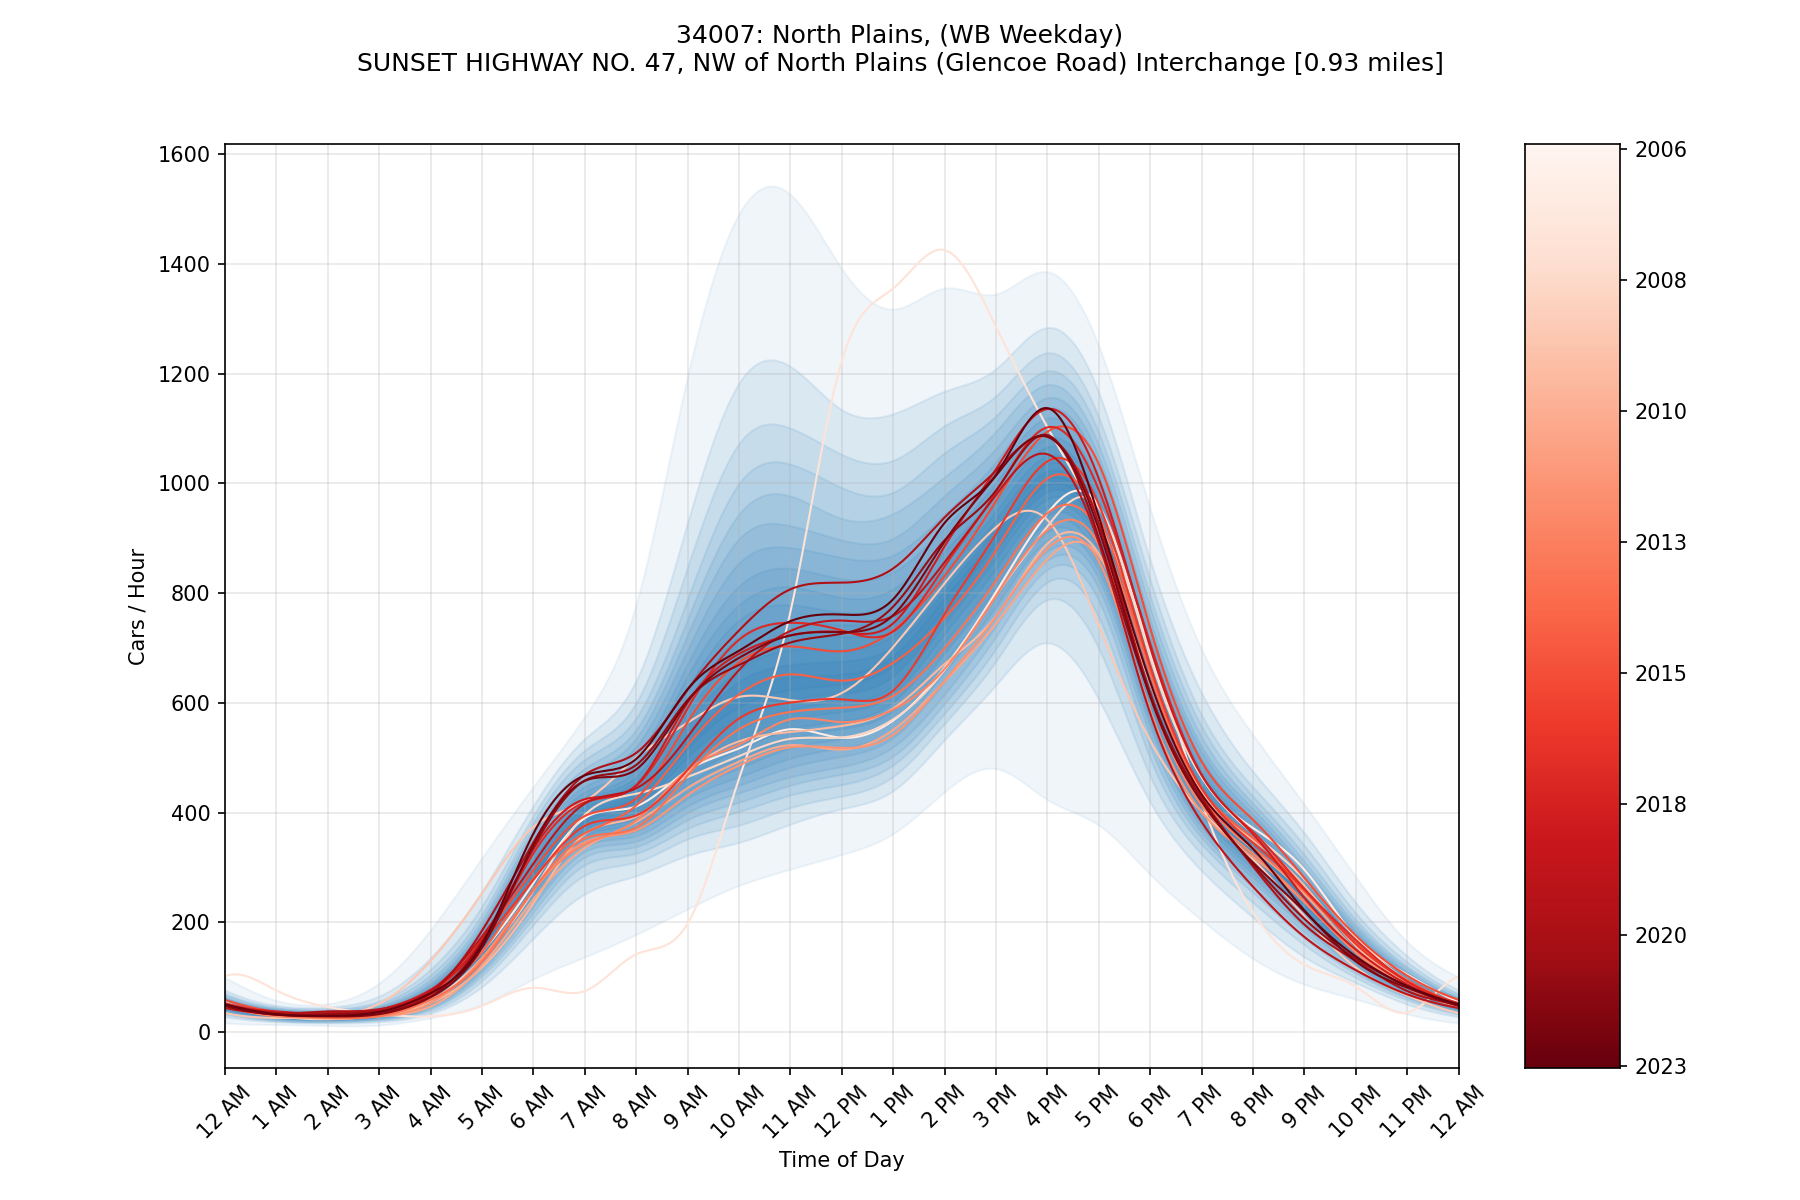 34007: North Plains, (WB Weekday)
SUNSET HIGHWAY NO. 47, NW of North Plains (Glencoe Road) Interchange [0.93 miles]
1600
1400
1200
1000
800
600
400
200
0
Cars / Hour
12 AM
1 AM
2 AM
3 AM
4 AM
5 AM
6 AM
7 AM
8 AM
9 AM
10 AM
11 AM
12 PM
1 PM
2 PM
3 PM
4 PM
5 PM
6 PM
7 PM
8 PM
9 PM
10 PM
11 PM
12 AM
Time of Day
2006
2008
2010
2013
2015
2018
2020
2023